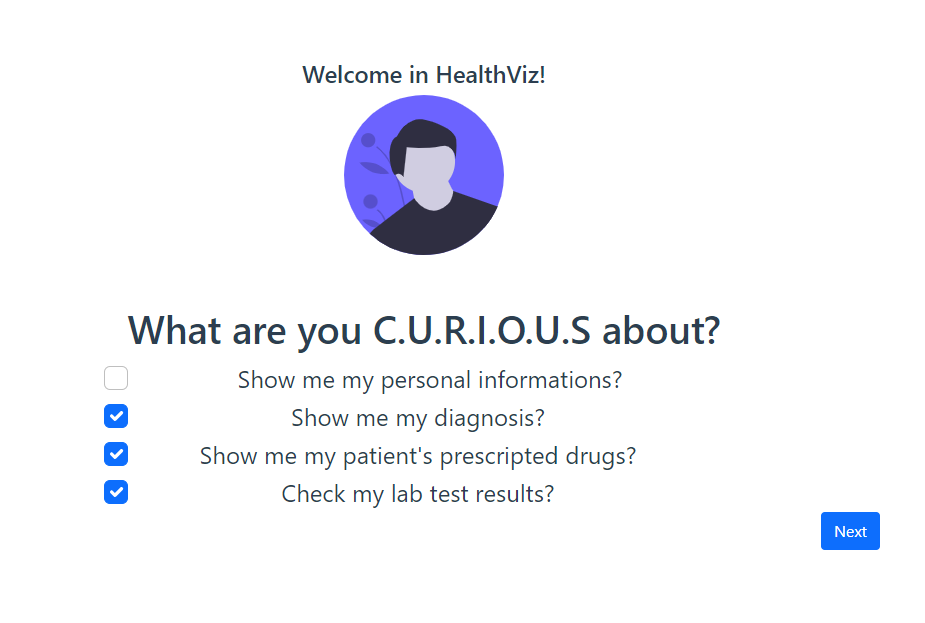 Welcome in HealthViz!
What are you C.U.R.I.O.U.S about?
Show me my personal informations?
Show me my diagnosis?
Show me my patient's prescripted drugs?
Check my lab test results?
Next